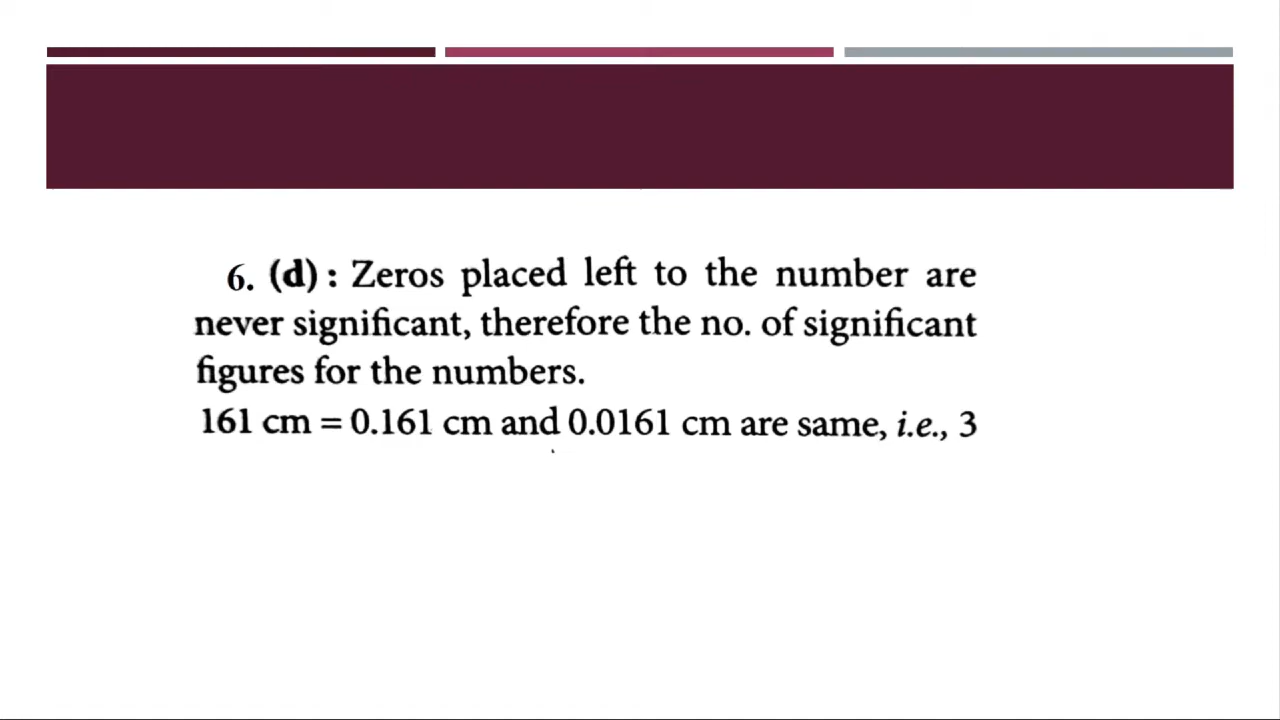 6. (d) : Zeros placed left to the number are
never significant, therefore the no. of significant
figures for the numbers.
161 cm = 0.161 cm and 0.0161 cm are same, i.e., 3